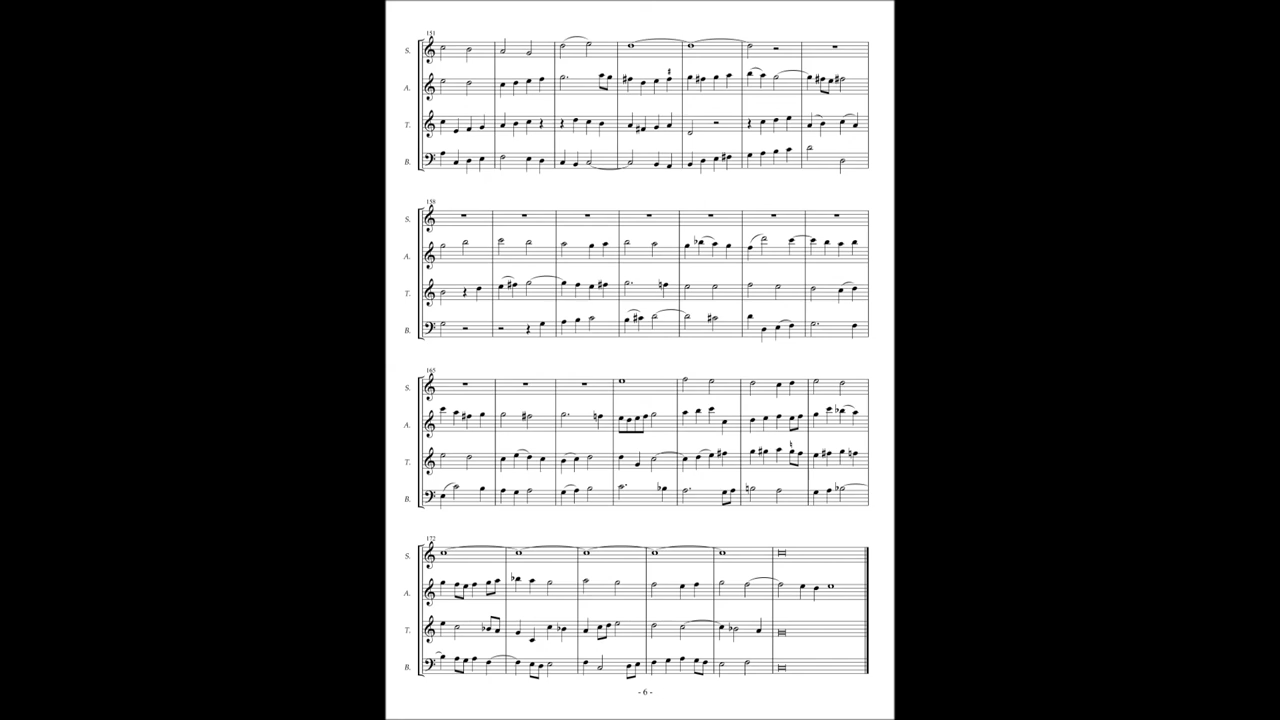 151
S.
A.
T.
B.
158
S.
A.
T.
B.
165
S.
A.
T.
B.
172
S.
A.
T.
B.
- 6 -